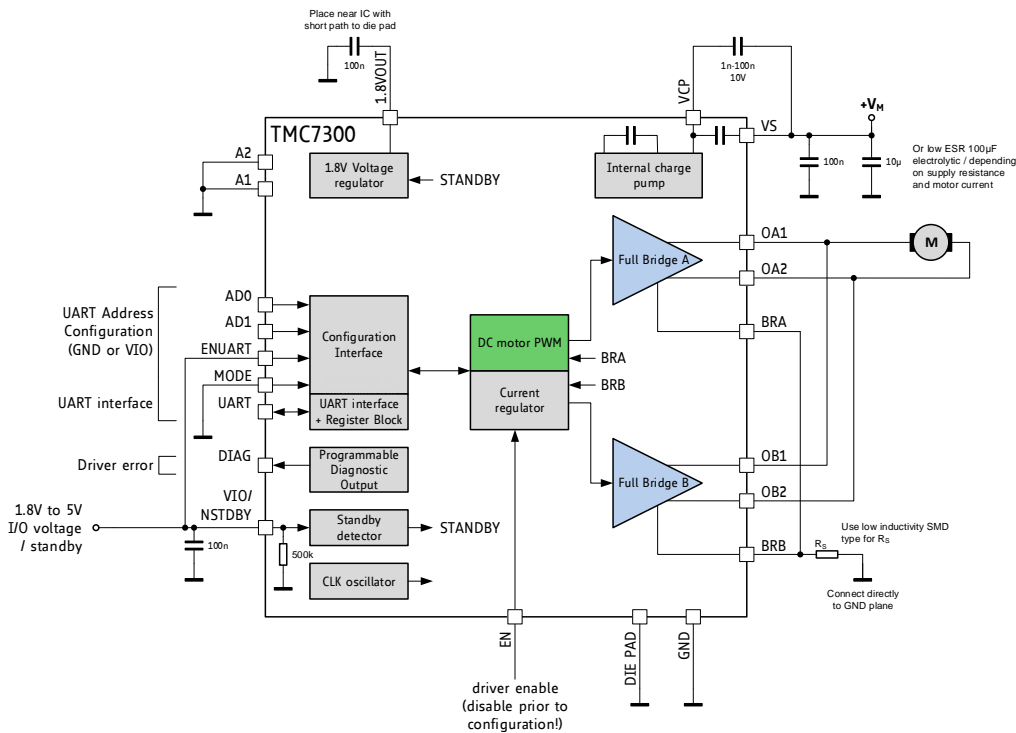 Place near IC with
short path to die pad
100n
1.8VOUT
VCP
1n-100n
10V
+VM
TMC7300
VS
A2
A1
1.8V Voltage
regulator
STANDBY
Internal charge
pump
100n
10µ
Or low ESR 100µF
electrolytic / depending
on supply resistance
and motor current
OA1
M
Full Bridge A
OA2
AD0
UART Address
Configuration
(GND or VIO)
AD1
ENUART
MODE
UART interface
UART
Configuration
Interface
UART interface
+ Register Block
DC motor PWM
BRA
BRA
BRB
Current
regulator
Driver error
DIAG
Programmable
Diagnostic
Output
Full Bridge B
OB1
OB2
1.8V to 5V
I/O voltage
/ standby
VIO/
NSTDBY
100n
500k
Standby
detector
STANDBY
CLK oscillator
BRB
RS
Use low inductivity SMD
type for RS
Connect directly
to GND plane
EN
DIE PAD
GND
driver enable
(disable prior to
configuration!)